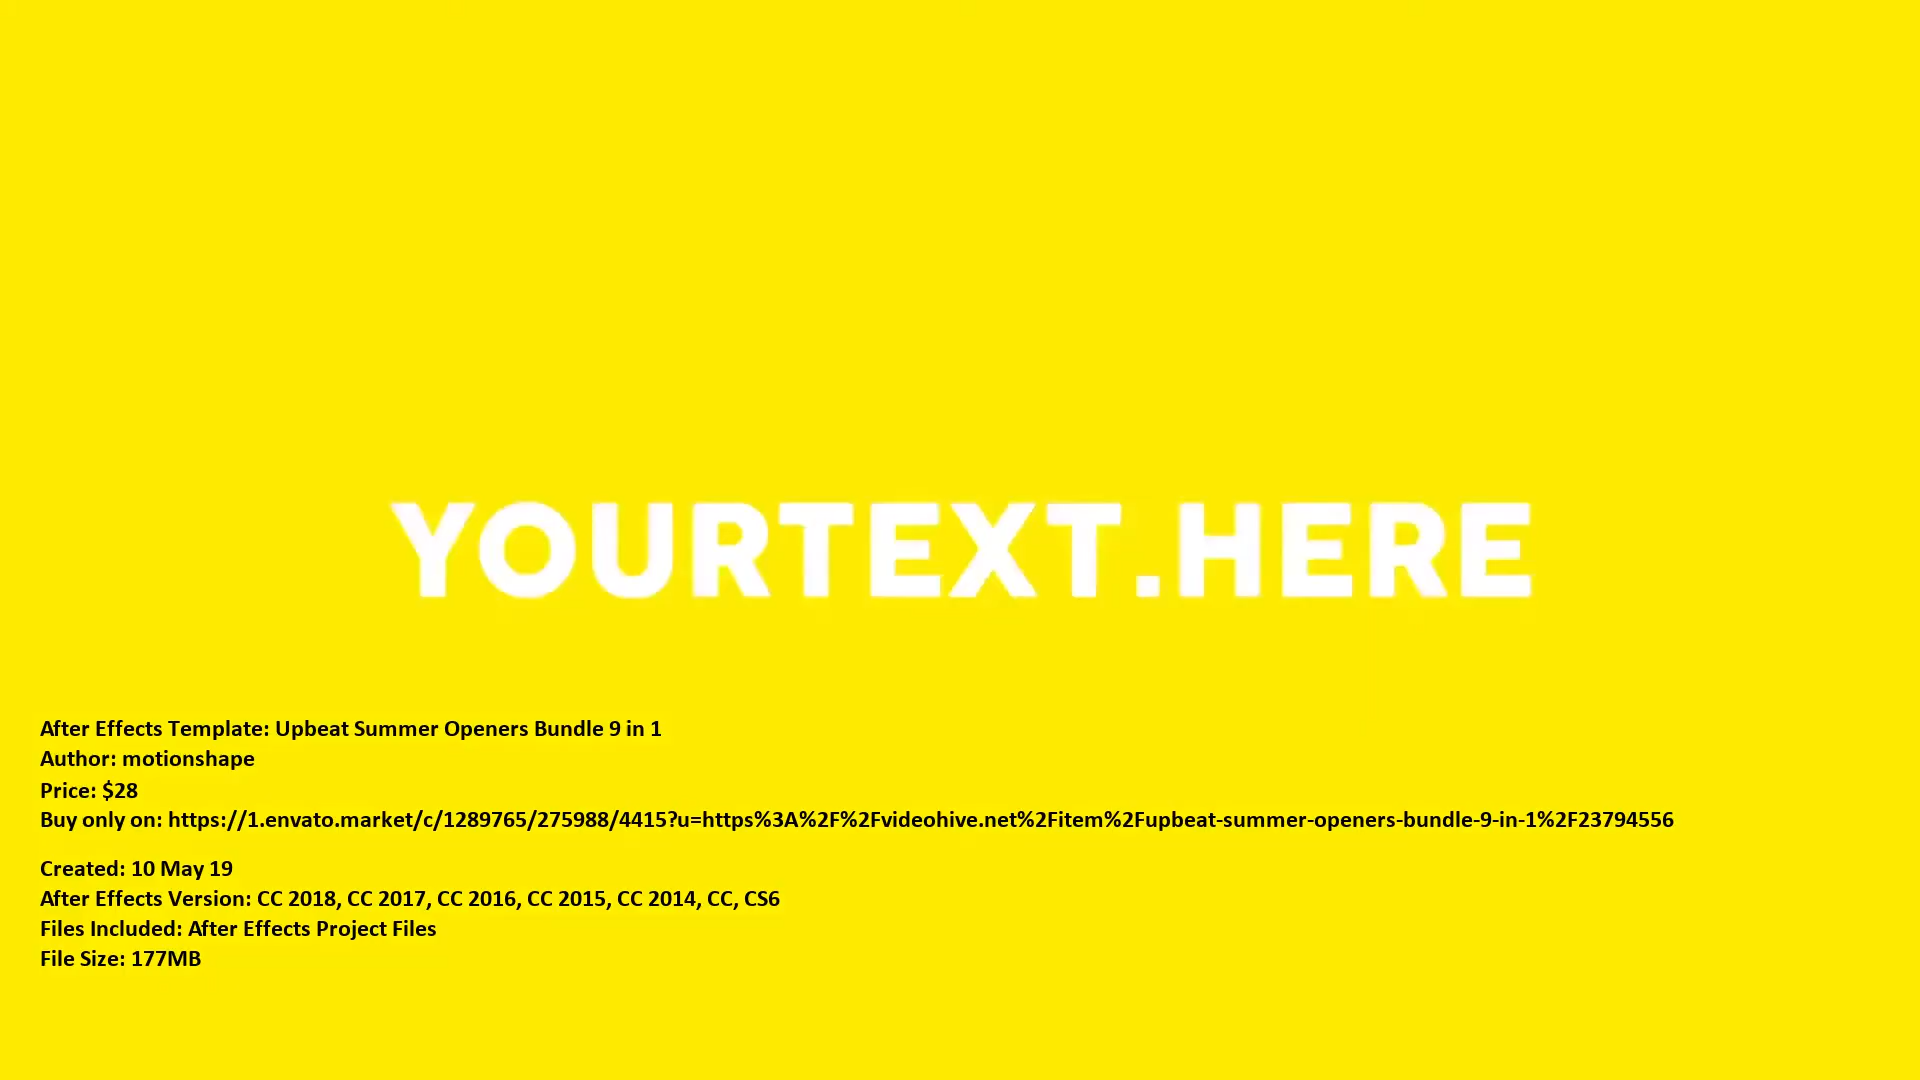 YOURTEXT.HERE
After Effects Template: Upbeat Summer Openers Bundle 9 in 1
Author: motionshape
Price: $28
Buy only on: https://1.envato.market/c/1289765/275988/4415?u=https%3A%2F%2Fvideohive.net%2Fitem%2Fupbeat-summer-openers-bundle-9-in-1%2F23794556
Created: 10 May 19
After Effects Version: CC 2018, CC 2017, CC 2016, CC 2015, CC 2014, CC, CS6
Files Included: After Effects Project Files
File Size: 177MB